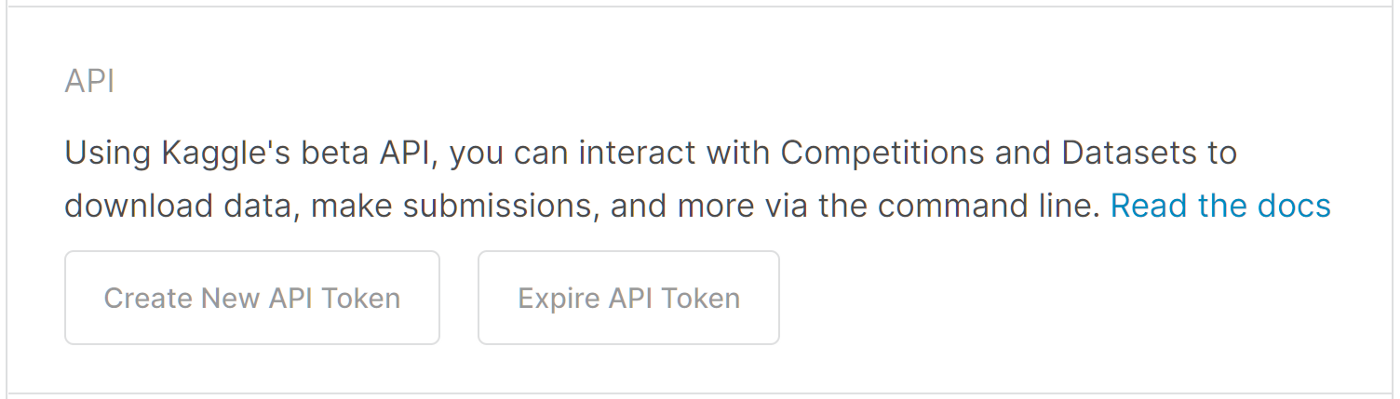 API
Using Kaggle's beta API, you can interact with Competitions and Datasets to
download data, make submissions, and more via the command line. Read the docs
Create New API Token
Expire API Token